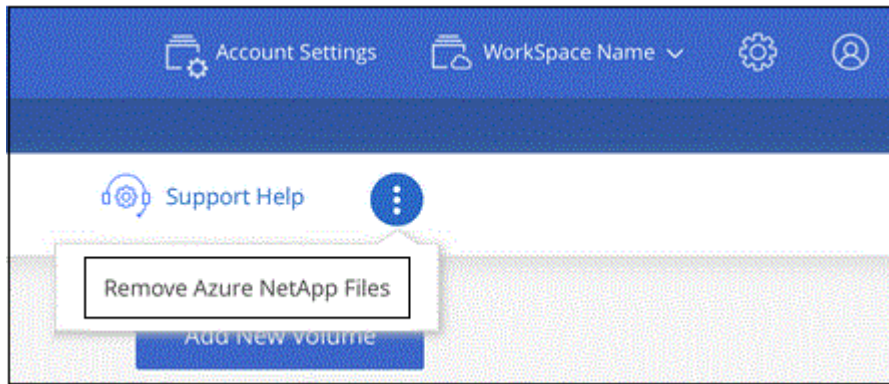 Account Settings WorkSpace Name
Support Help
Remove Azure NetApp Files
Add New Volume